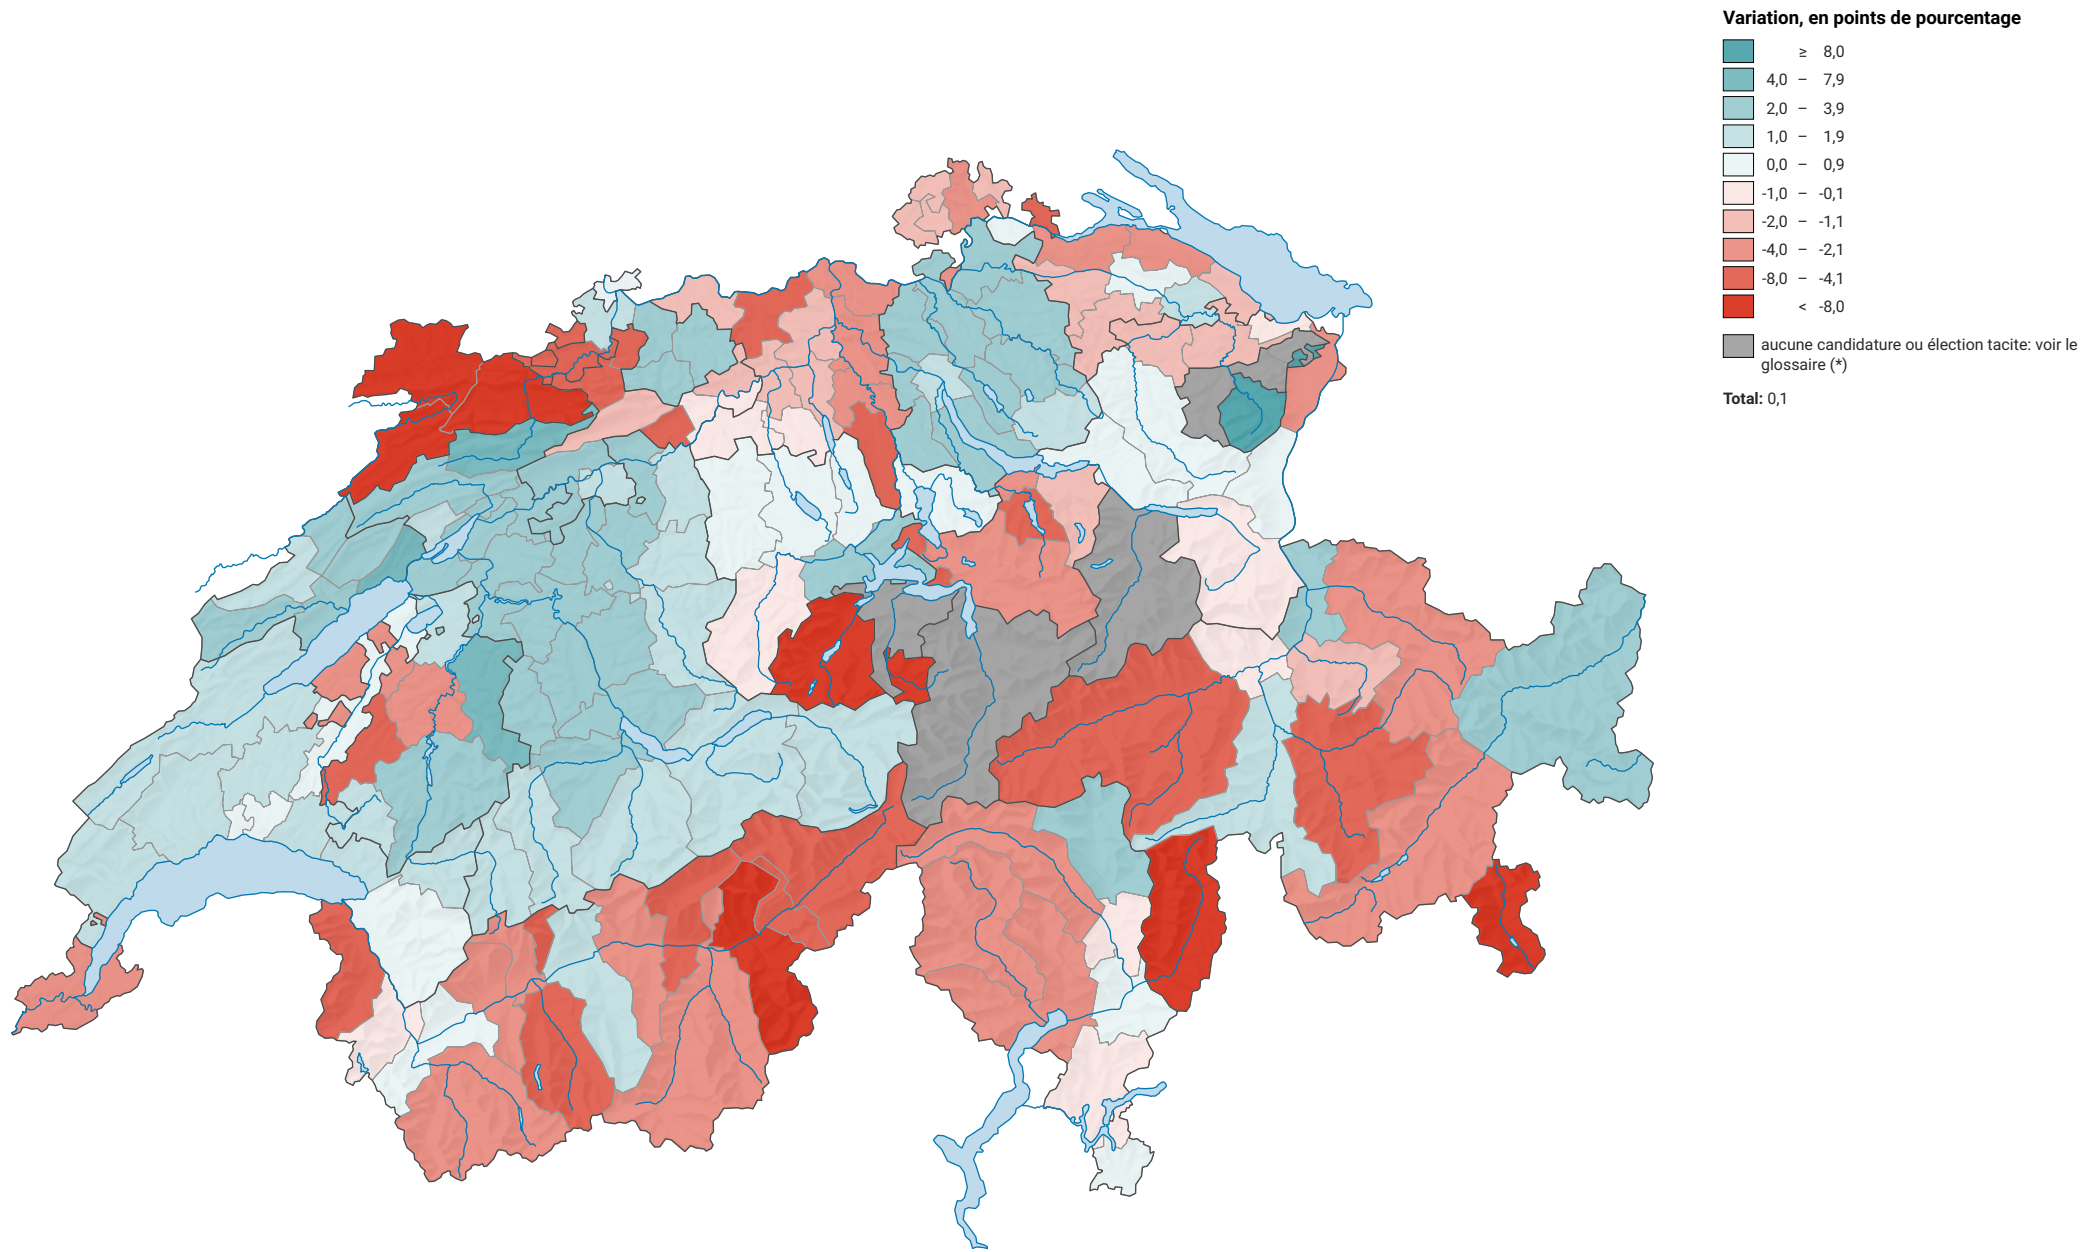 Variation, en points de pourcentage
≥ 8,0
4,0 – 7,9
2,0 – 3,9
1,0 – 1,9
0,0 – 0,9
-1,0 – -0,1
-2,0 – -1,1
-4,0 – -2,1
-8,0 – -4,1
< -8,0
aucune candidature ou élection tacite: voir le
glossaire (*)
Total: 0,1